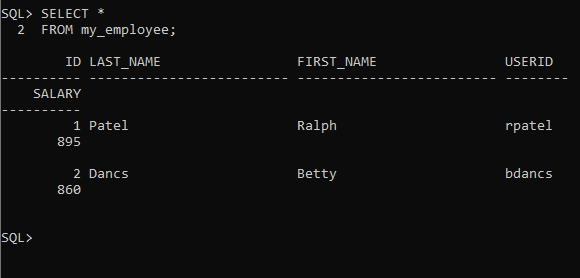 SQL> SELECT *
  2  FROM my_employee;

        ID LAST_NAME                 FIRST_NAME                USERID
---------- ------------------------- ------------------------- --------
    SALARY
----------
         1 Patel                     Ralph                     rpatel
       895

         2 Dancs                     Betty                     bdancs
       860


SQL>